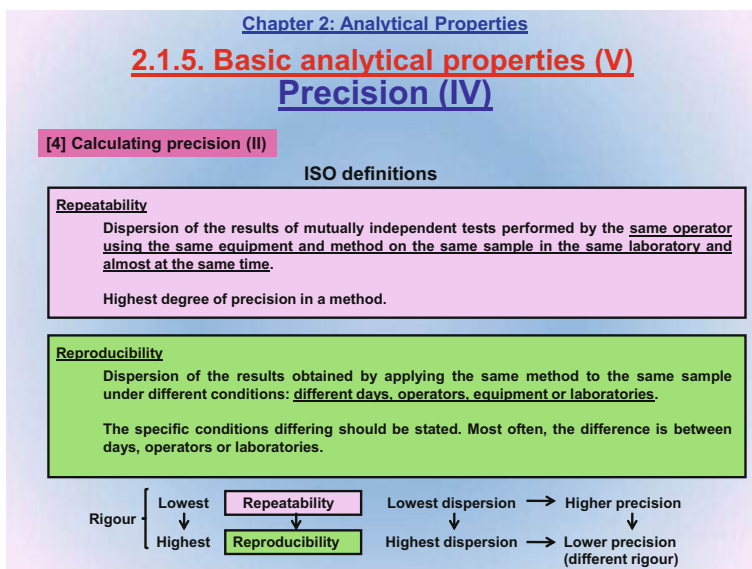 Chapter 2: Analytical Properties
2.1.5. Basic analytical properties (V)
Precision (IV)
[4] Calculating precision (II)
ISO definitions
Repeatability
Dispersion of the results of mutually independent tests performed by the same operator
using the same equipment and method on the same sample in the same laboratory and
almost at the same time.
Highest degree of precision in a method.
Reproducibility
Dispersion of the results obtained by applying the same method to the same sample
under different conditions: different days, operators, equipment or laboratories.
The specific conditions differing should be stated. Most often, the difference is between
days, operators or laboratories.
Rigour
Lowest Repeatability Lowest dispersion → Higher precision
↓ ↓ ↓ ↓
Highest Reproducibility Highest dispersion → Lower precision
(different rigour)